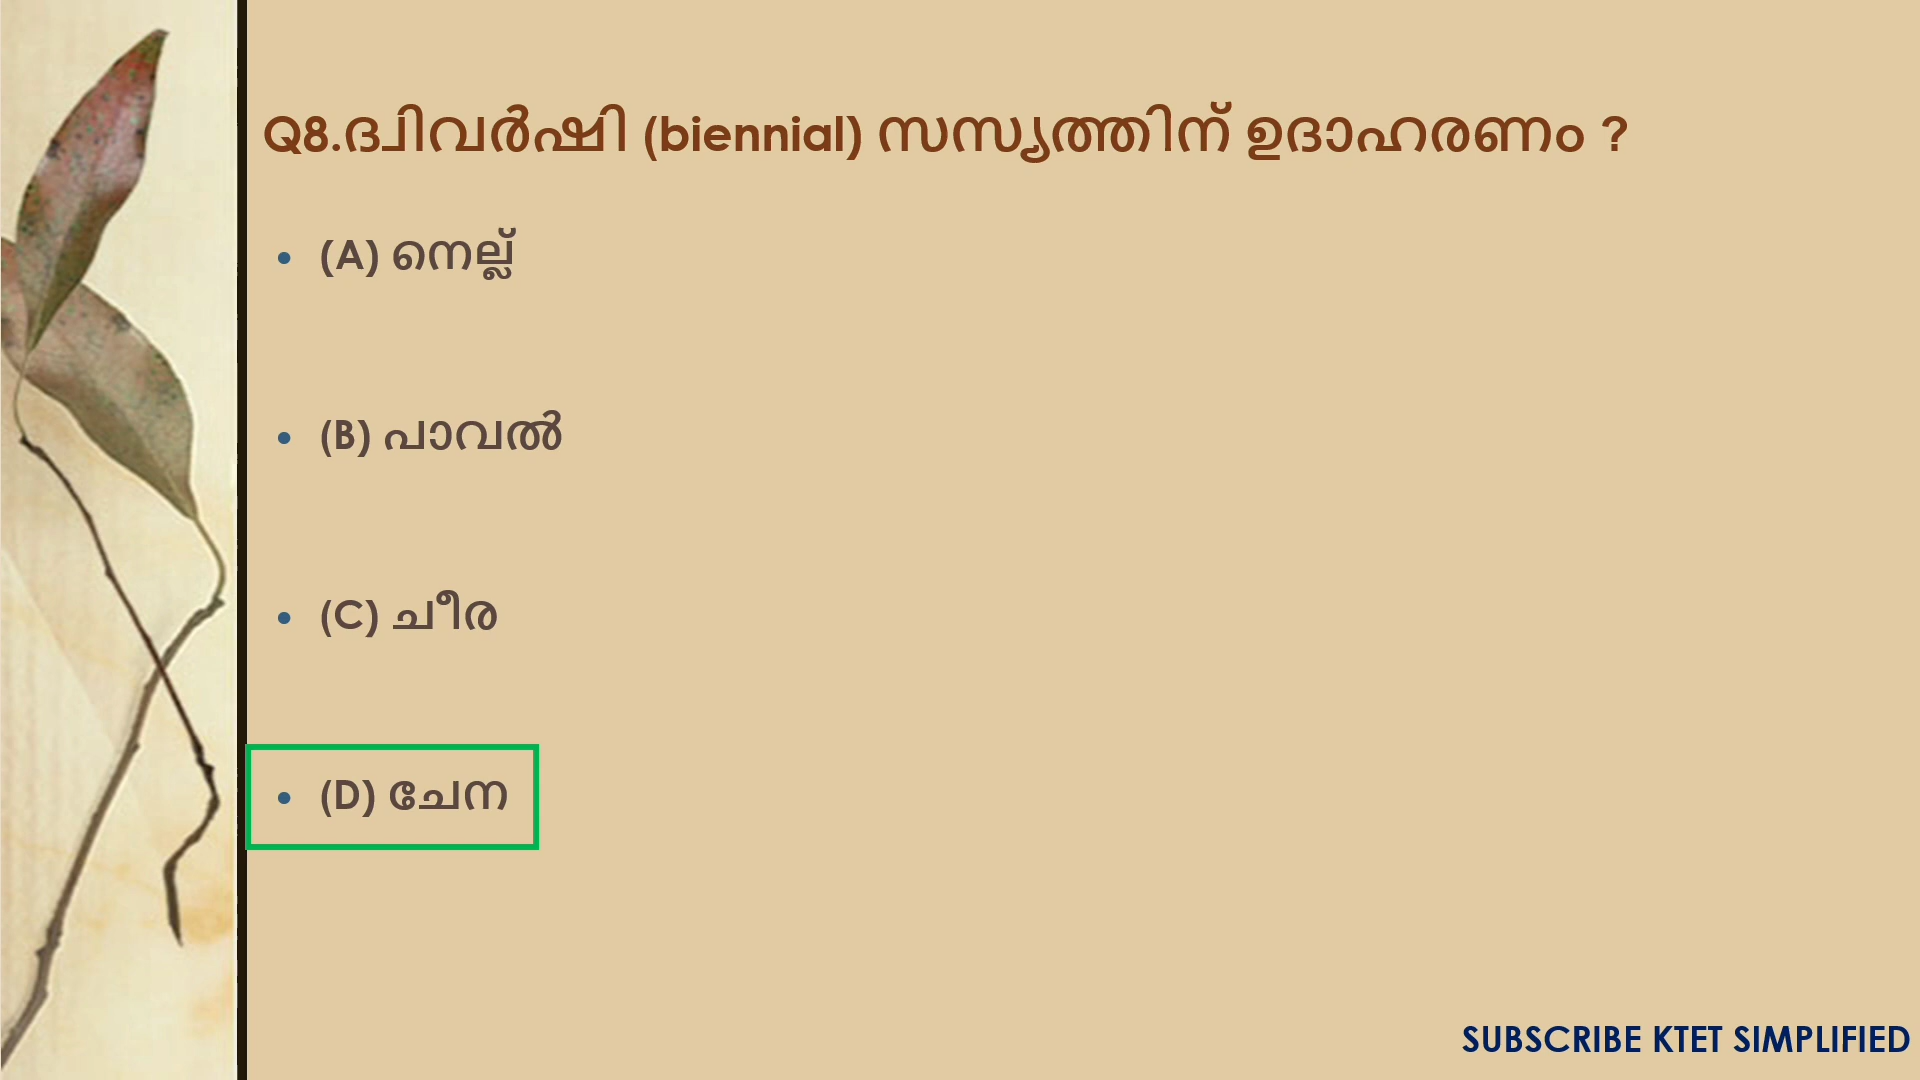 Q8.ദ്വിവർഷി (biennial) സസ്യത്തിന് ഉദാഹരണം ?
• (A) നെല്ല്
• (B) പാവൽ
• (C) ചീര
• (D) ചേന
SUBSCRIBE KTET SIMPLIFIED